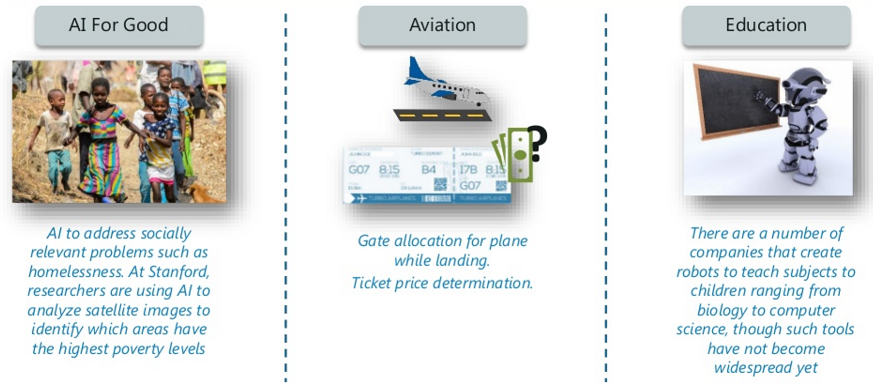 AI For Good
AI to address socially
relevant problems such as
homelessness. At Stanford,
researchers are using AI to
analyze satellite images to
identify which areas have
the highest poverty levels
Aviation
?
G07 8:15 B4 17B 8:15
G07
Gate allocation for plane
while landing.
Ticket price determination.
Education
There are a number of
companies that create
robots to teach subjects to
children ranging from
biology to computer
science, though such tools
have not become
widespread yet